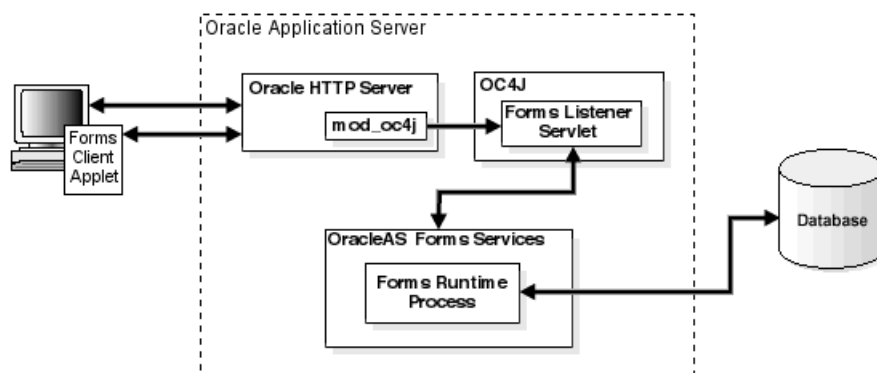 Oracle Application Server
Oracle HTTP Server
mod_oc4j
OC4J
Forms Listener
Servlet
Forms
Client
Applet
OracleAS Forms Services
Forms Runtime
Process
Database